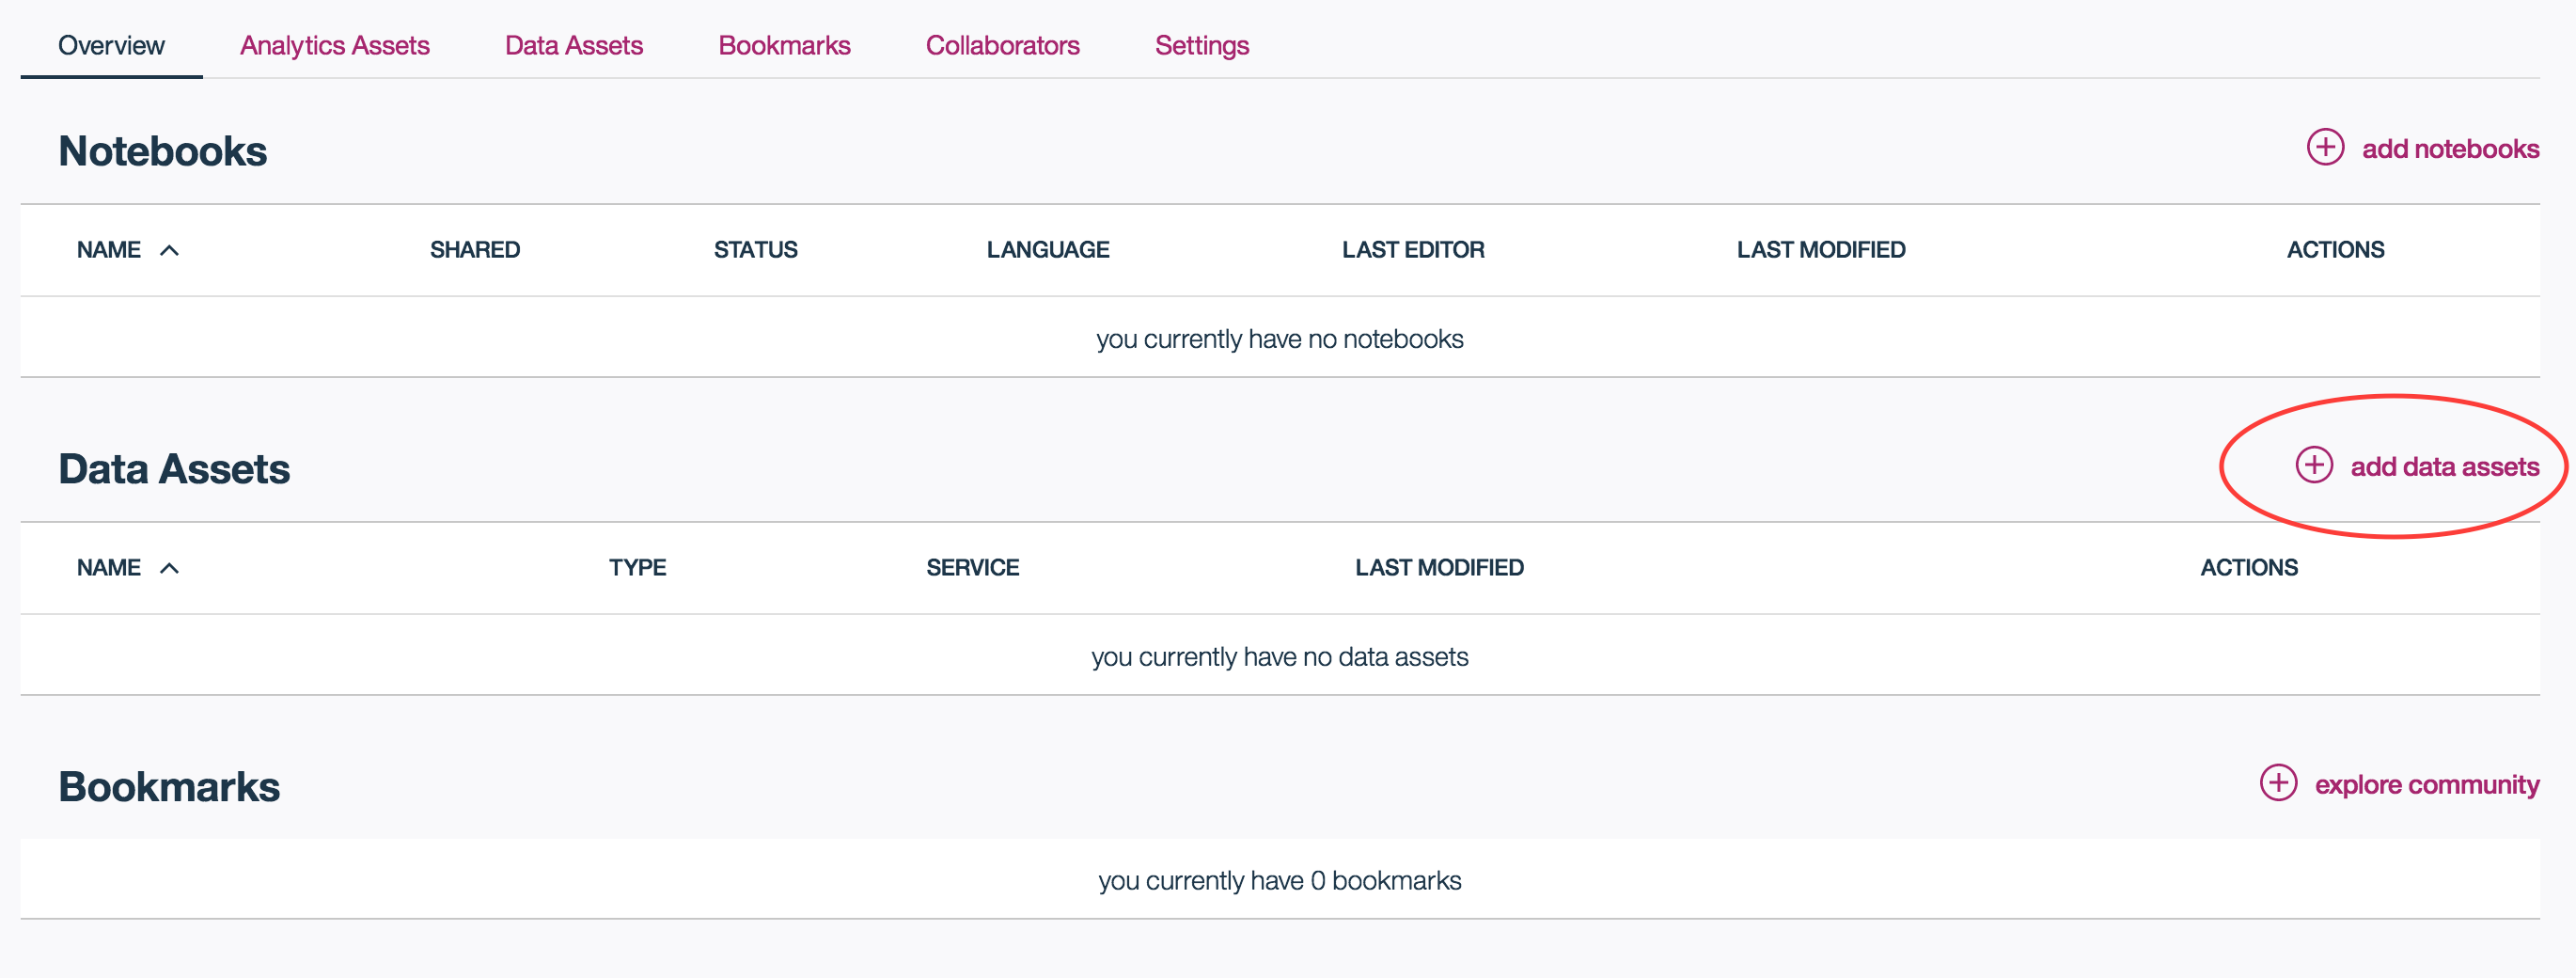 Overview Analytics Assets Data Assets Bookmarks Collaborators Settings
Notebooks add notebooks
NAME SHARED STATUS LANGUAGE LAST EDITOR LAST MODIFIED ACTIONS
you currently have no notebooks
Data Assets add data assets
NAME TYPE SERVICE LAST MODIFIED ACTIONS
you currently have no data assets
Bookmarks explore community
you currently have 0 bookmarks